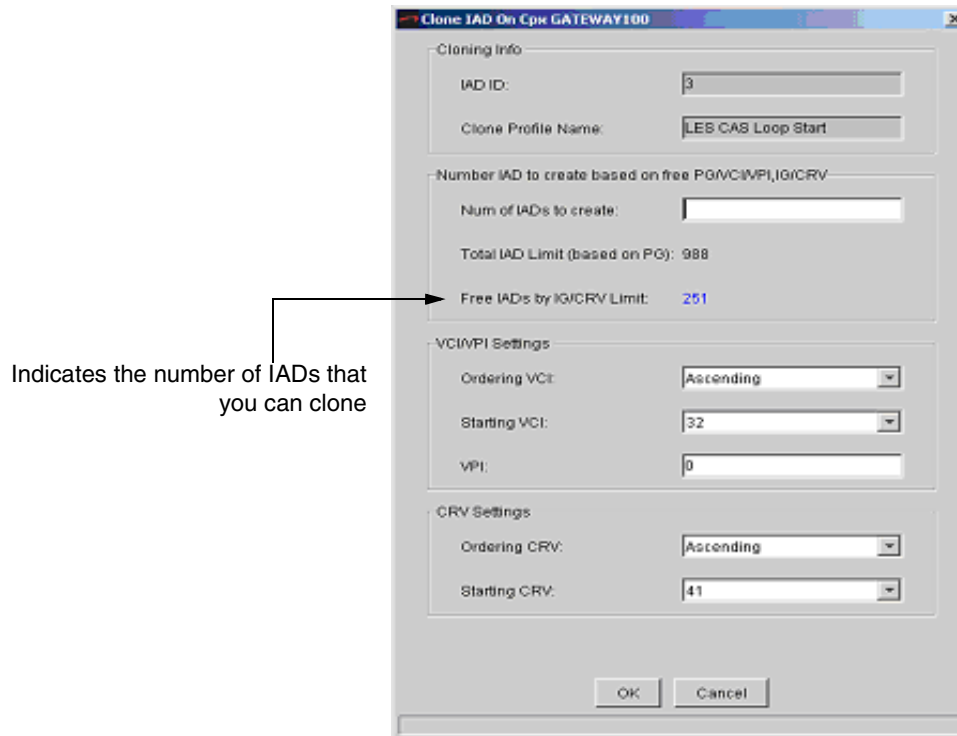 Clone IAD On Cpx GATEWAY100
Cloning Info
IAD ID: 3
Clone Profile Name: LES CAS Loop Start
Number IAD to create based on free PG/VCI/VPI,IG/CRV
Num of IADs to create:
Total IAD Limit (based on PG): 988
Free IADs by IG/CRV Limit: 251
Indicates the number of IADs that
you can clone
VCI/VPI Settings
Ordering VCI: Ascending
Starting VCI: 32
VPI: 0
CRV Settings
Ordering CRV: Ascending
Starting CRV: 41
OK Cancel